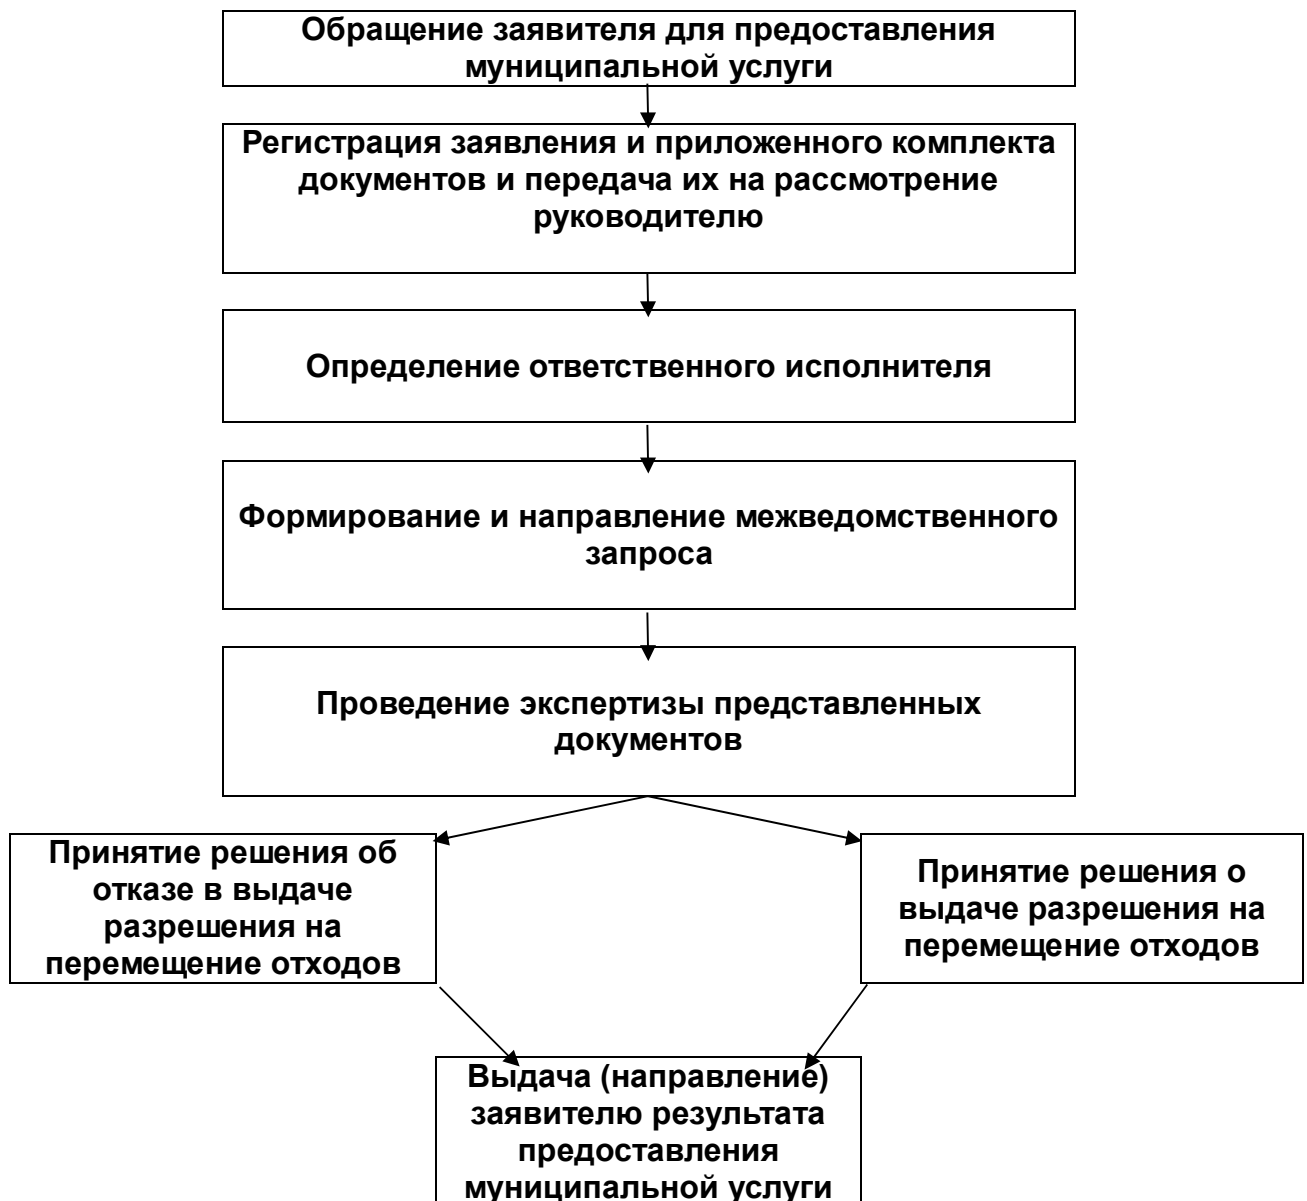 Обращение заявителя для предоставления
муниципальной услуги
Регистрация заявления и приложенного комплекта
документов и передача их на рассмотрение
руководителю
Определение ответственного исполнителя
Формирование и направление межведомственного
запроса
Проведение экспертизы представленных
документов
Принятие решения об
отказе в выдаче
разрешения на
перемещение отходов
Принятие решения о
выдаче разрешения на
перемещение отходов
Выдача (направление)
заявителю результата
предоставления
муниципальной услуги